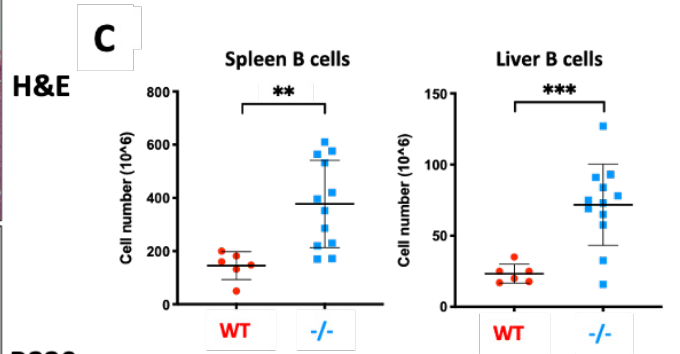 C
H&E
Spleen B cells
**
Cell number (10^6)
800
600
400
200
0
WT
-/-
Liver B cells
***
Cell number (10^6)
150
100
50
0
WT
-/-